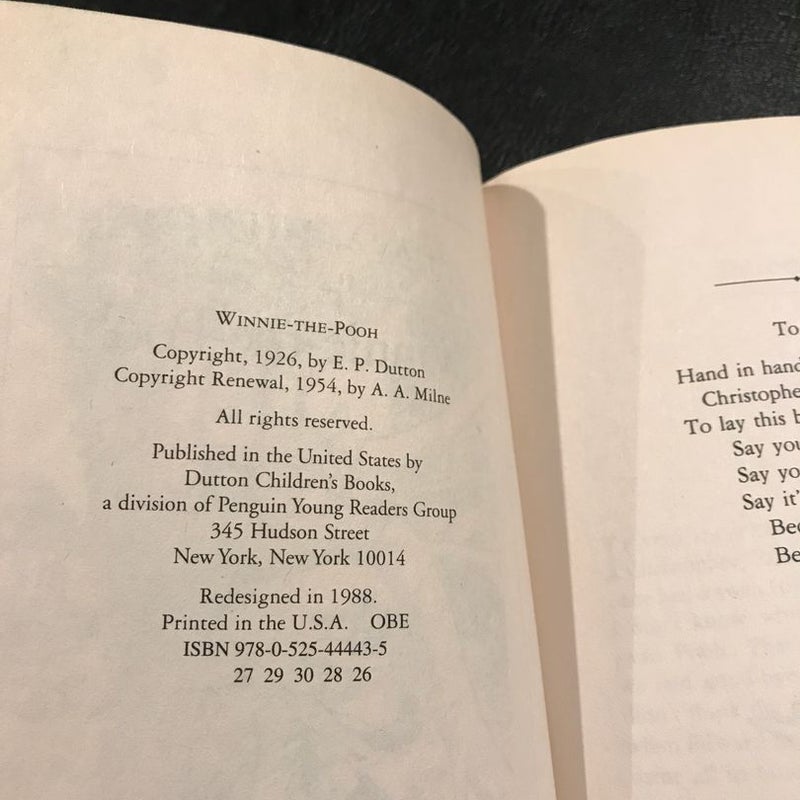 WINNIE-THE-POOH
Copyright, 1926, by E. P. Dutton
Copyright Renewal, 1954, by A. A. Milne
All rights reserved.
Published in the United States by
Dutton Children's Books,
a division of Penguin Young Readers Group
345 Hudson Street
New York, New York 10014
Redesigned in 1988.
Printed in the U.S.A. OBE
ISBN 978-0-525-44443-5
27 29 30 28 26
To
Hand in hand
Christophe
To lay this b
Say you
Say yo
Say it'
Bec
Be